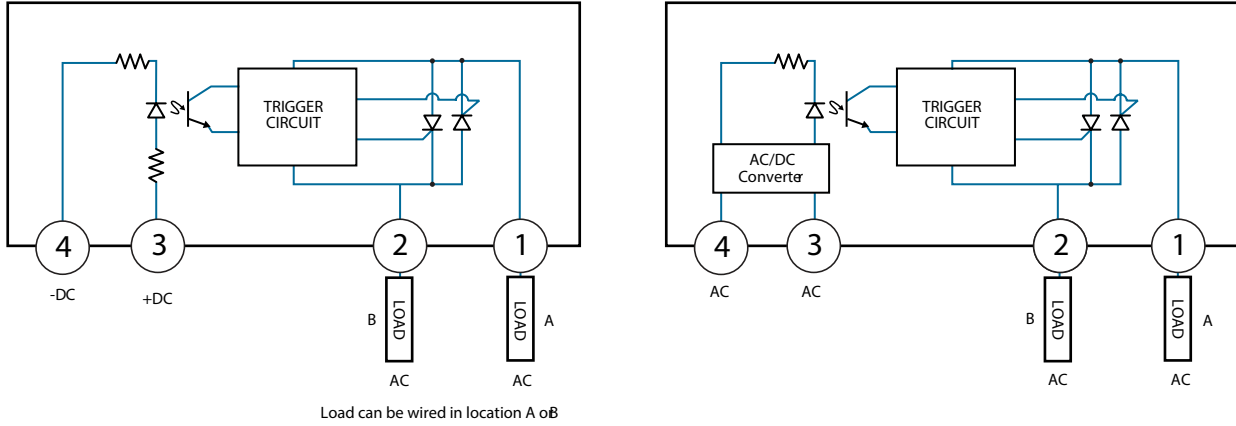 TRIGGER
CIRCUIT
4
3
2
1
-DC
+DC
B
LOAD
LOAD
A
AC
AC
Load can be wired in location A or B
TRIGGER
CIRCUIT
AC/DC
Converter
4
3
2
1
AC
AC
B
LOAD
LOAD
A
AC
AC